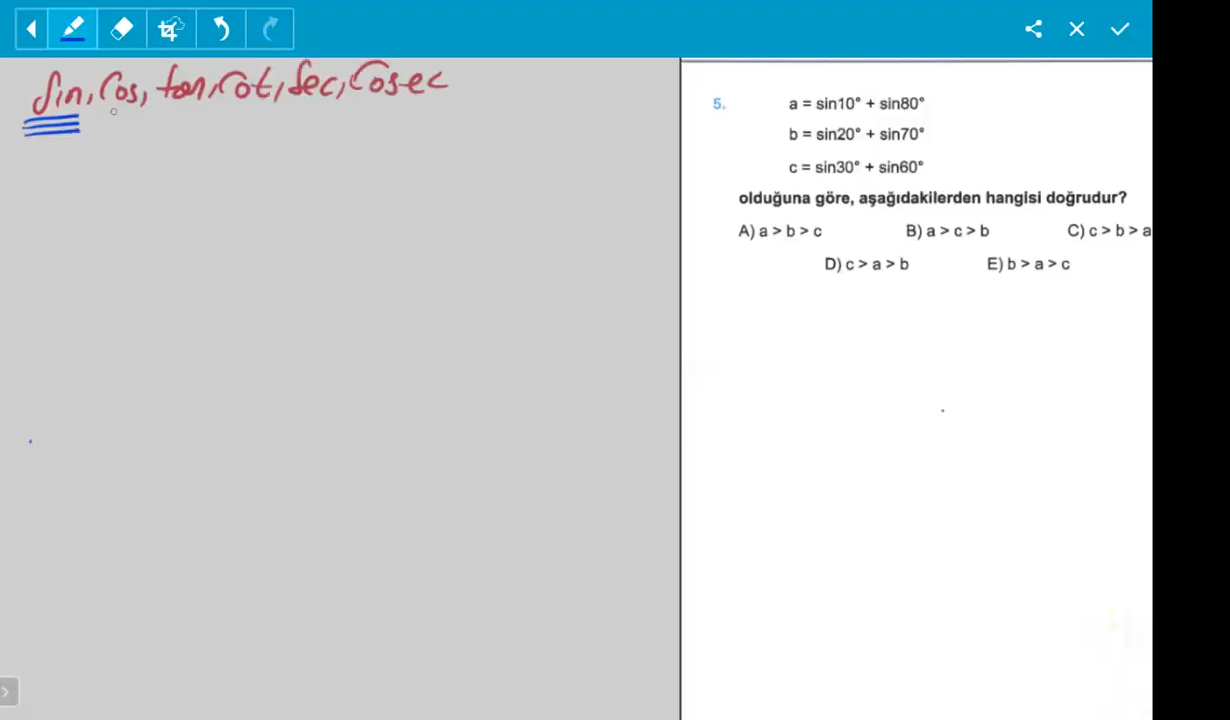 sin, cos, tan, cot, sec, cosec
5.
a = sin10° + sin80°
b = sin20° + sin70°
c = sin30° + sin60°
olduğuna göre, aşağıdakilerden hangisi doğrudur?
A) a > b > c B) a > c > b C) c > b > a
D) c > a > b E) b > a > c